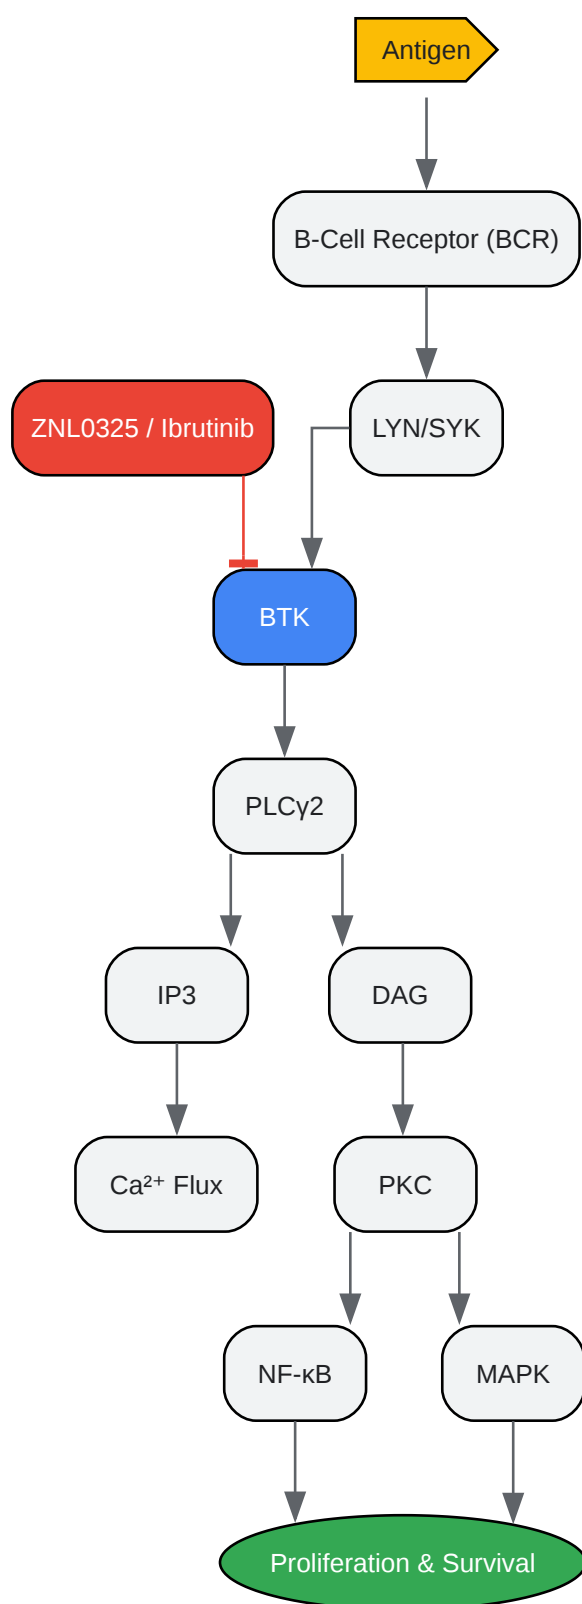 Antigen
B-Cell Receptor (BCR)
ZNL0325 / Ibrutinib
LYN/SYK
BTK
PLCγ2
IP3
DAG
Ca²⁺ Flux
PKC
NF-κB
MAPK
Proliferation & Survival